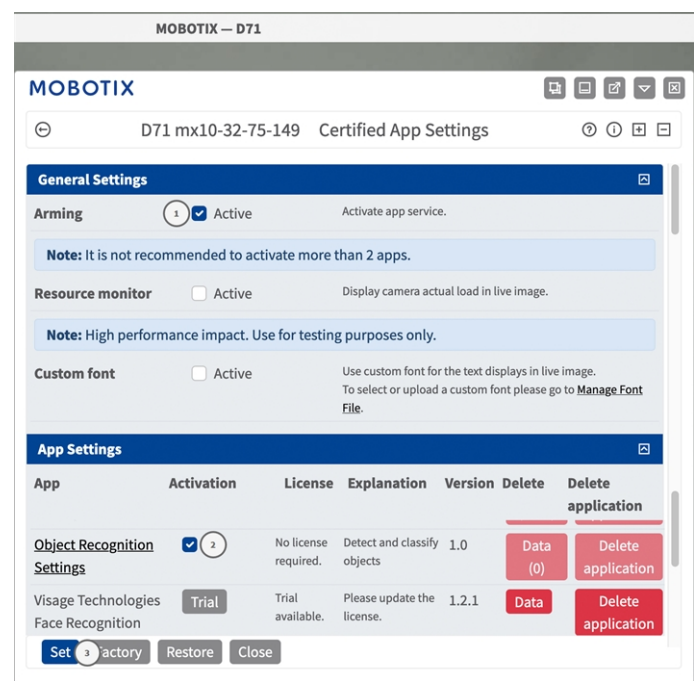 MOBOTIX — D71
MOBOTIX
D71 mx10-32-75-149 Certified App Settings
General Settings
Arming 1 Active Activate app service.
Note: It is not recommended to activate more than 2 apps.
Resource monitor Active Display camera actual load in live image.
Note: High performance impact. Use for testing purposes only.
Custom font Active Use custom font for the text displays in live image.
To select or upload a custom font please go to Manage Font
File.
App Settings
App Activation License Explanation Version Delete Delete
application
Object Recognition 2 No license Detect and classify 1.0 Data Delete
Settings required. objects (0) application
Visage Technologies Trial Trial Please update the 1.2.1 Data Delete
Face Recognition available. license. application
Set 3 actory Restore Close